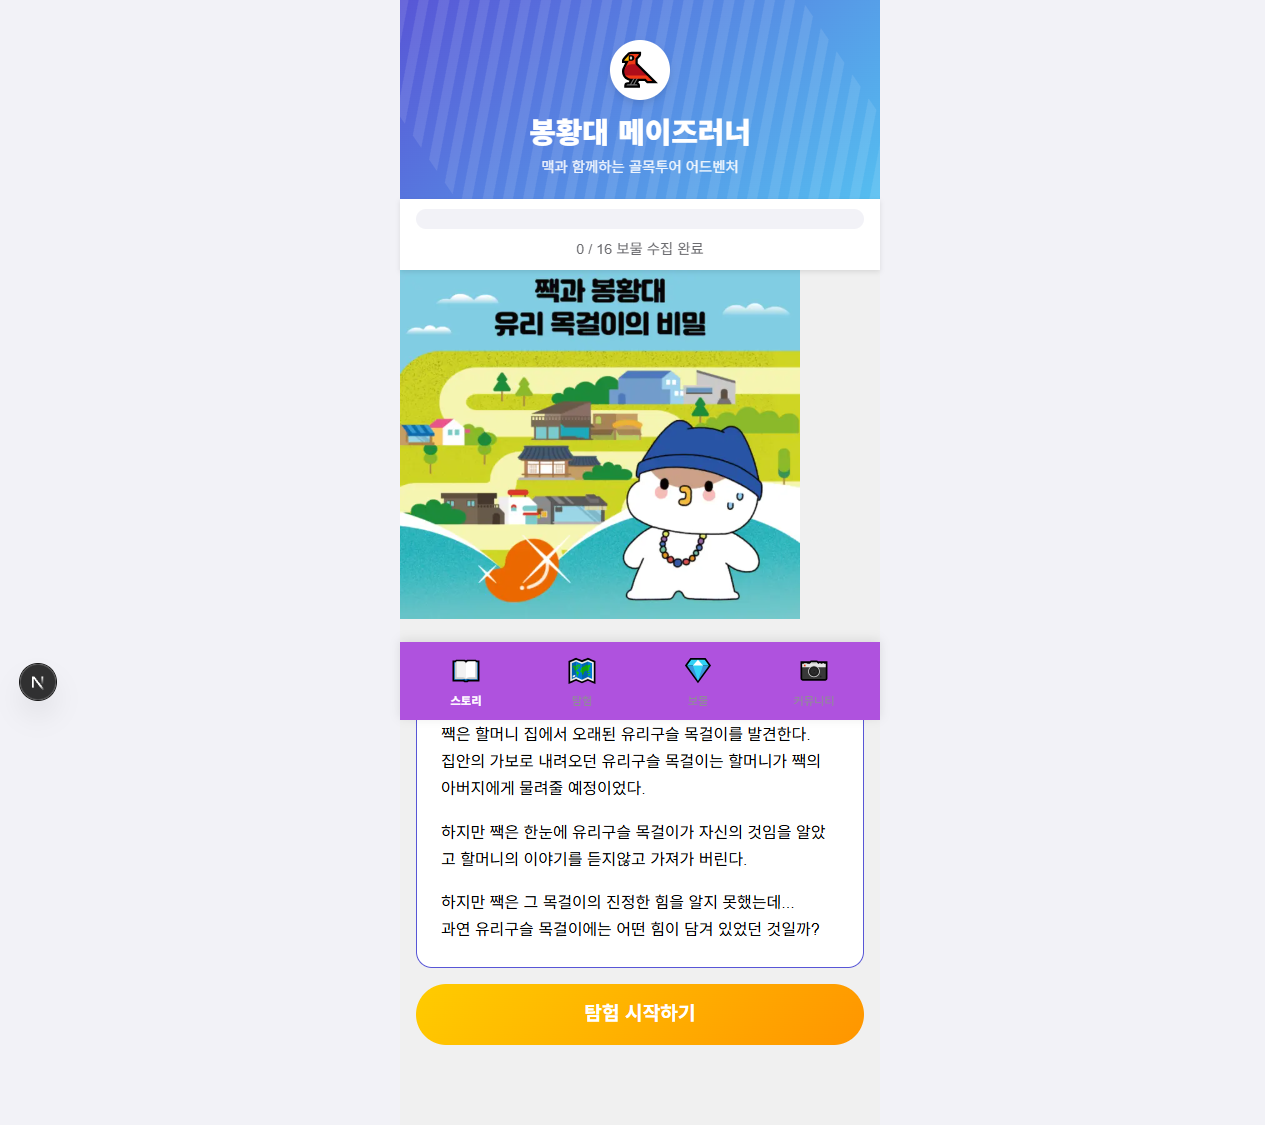 봉황대 메이즈러너
맥과 함께하는 골목투어 어드벤처
0 / 16 보물 수집 완료
짹과 봉황대
유리 목걸이의 비밀
N
스토리
탐험
보물
커뮤니티
짹은 할머니 집에서 오래된 유리구슬 목걸이를 발견한다.
집안의 가보로 내려오던 유리구슬 목걸이는 할머니가 짹의
아버지에게 물려줄 예정이었다.
하지만 짹은 한눈에 유리구슬 목걸이가 자신의 것임을 알았
고 할머니의 이야기를 듣지않고 가져가 버린다.
하지만 짹은 그 목걸이의 진정한 힘을 알지 못했는데...
과연 유리구슬 목걸이에는 어떤 힘이 담겨 있었던 것일까?
탐험 시작하기